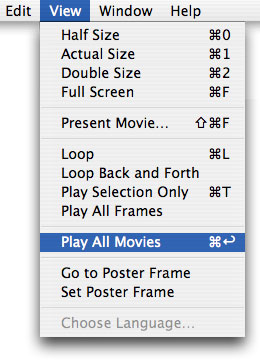 Edit View Window Help
Half Size ⌘0
Actual Size ⌘1
Double Size ⌘2
Full Screen ⌘F
Present Movie... ⇧⌘F
Loop ⌘L
Loop Back and Forth
Play Selection Only ⌘T
Play All Frames
Play All Movies ⌘↩
Go to Poster Frame
Set Poster Frame
Choose Language...